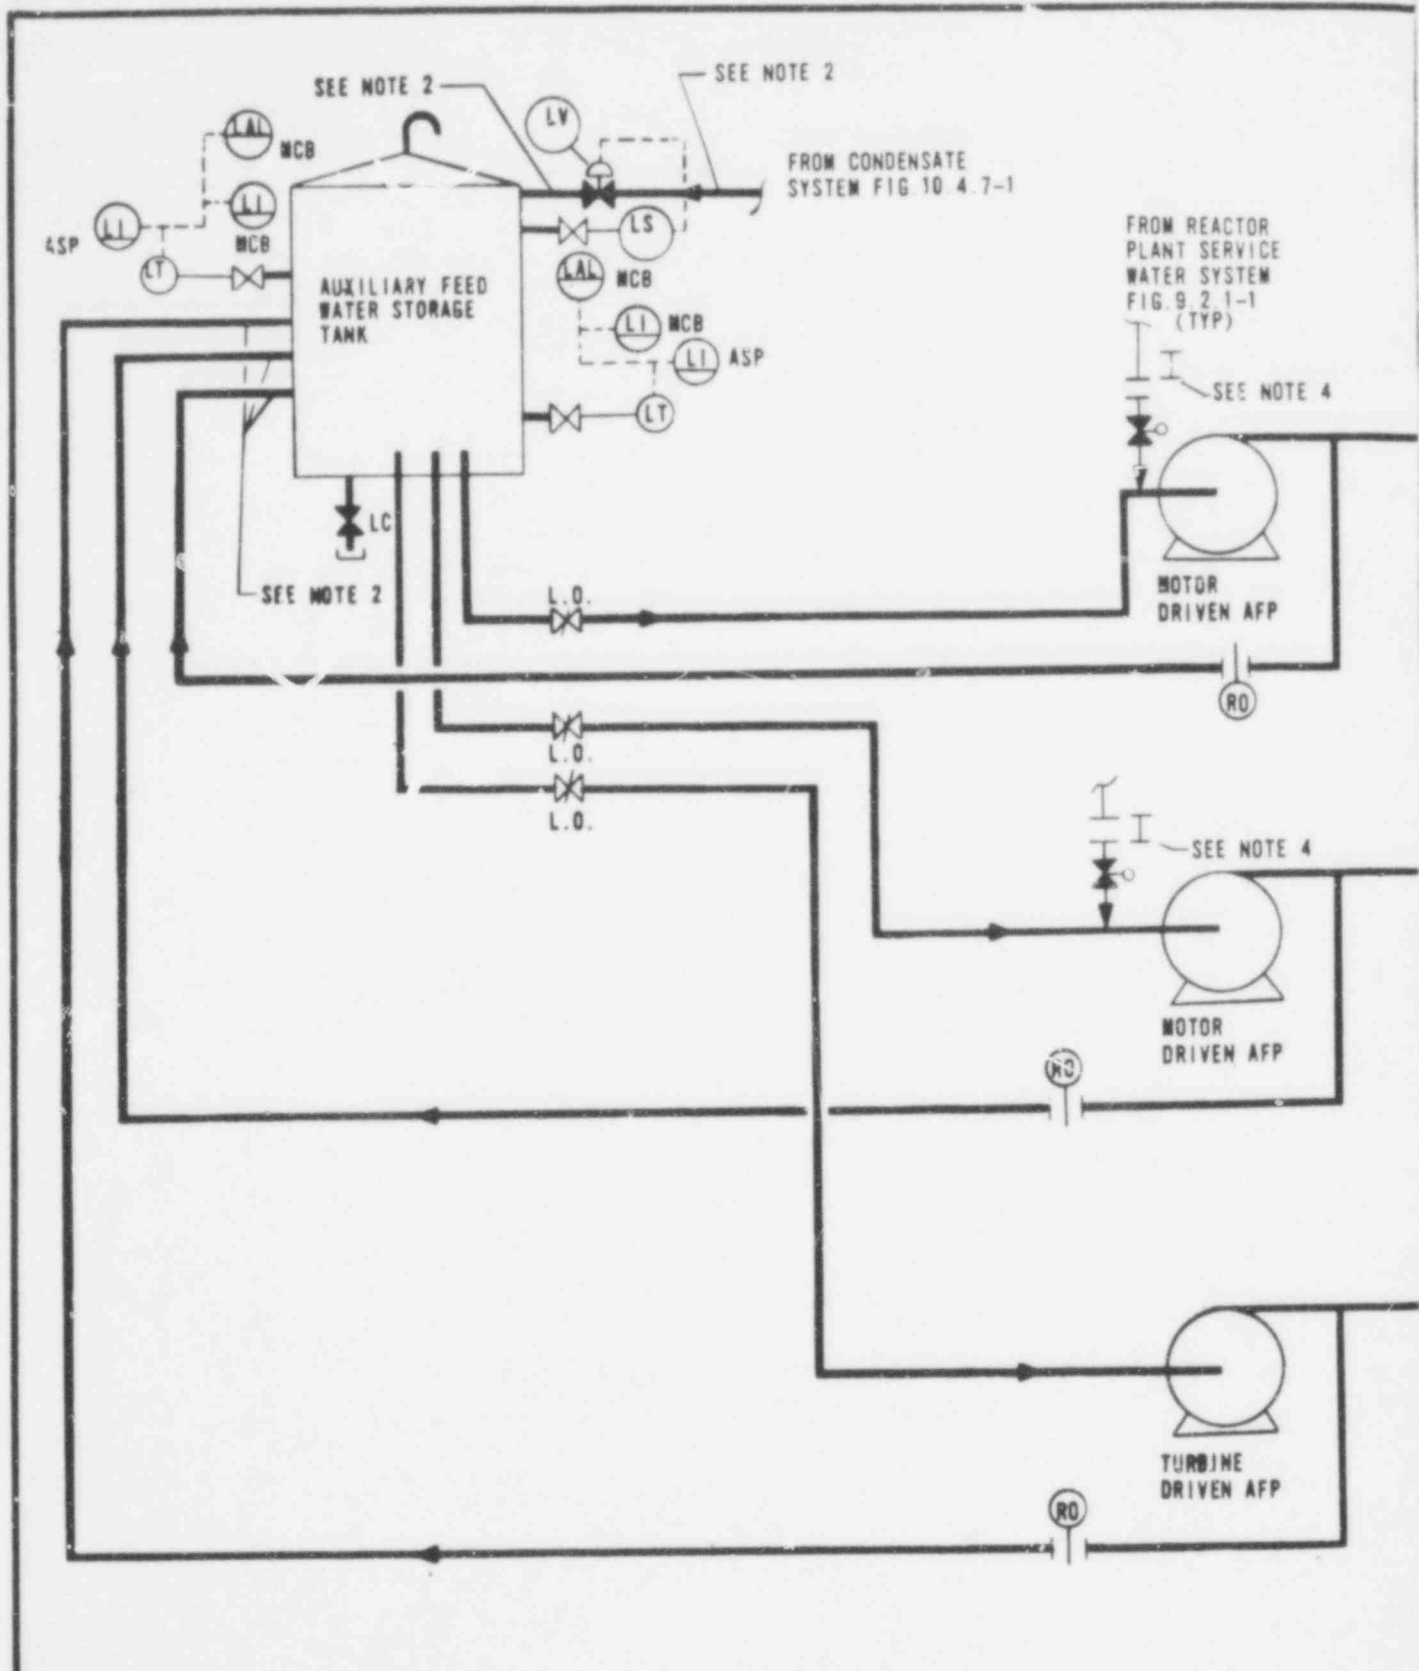 SEE NOTE 2
SEE NOTE 2
LAL
MCB
LV
FROM CONDENSATE
SYSTEM FIG.10.4.7-1
LI
MCB
LI
ASP
LT
LS
LAL
MCB
LI
MCB
LI
ASP
LT
AUXILIARY FEED
WATER STORAGE
TANK
FROM REACTOR
PLANT SERVICE
WATER SYSTEM
FIG.9.2.1-1
(TYP)
SEE NOTE 4
LC
SEE NOTE 2
L.O.
MOTOR
DRIVEN AFP
RO
L.O.
L.O.
SEE NOTE 4
MOTOR
DRIVEN AFP
RO
TURBINE
DRIVEN AFP
RO